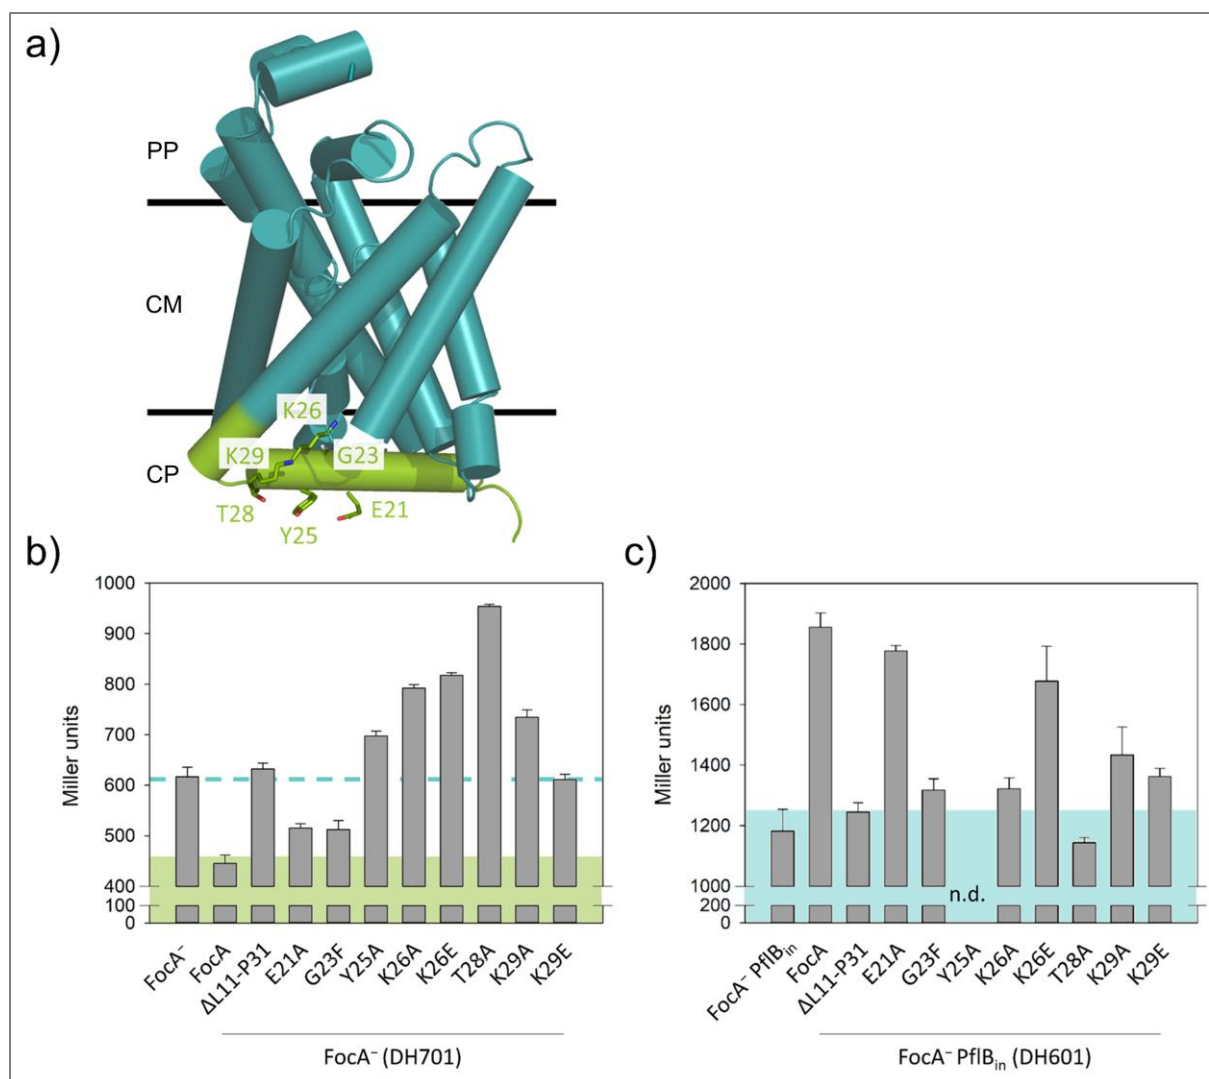 a)
PP
CM
CP
K26
K29
G23
T28
E21
Y25
b)
Miller units
1000
900
800
700
600
500
400
100
0
FocA⁻
FocA
ΔL11-P31
E21A
G23F
Y25A
K26A
K26E
T28A
K29A
K29E
FocA⁻ (DH701)
c)
Miller units
2000
1800
1600
1400
1200
1000
200
0
n.d.
FocA⁻ PflBin
FocA
ΔL11-P31
E21A
G23F
Y25A
K26A
K26E
T28A
K29A
K29E
FocA⁻ PflBin (DH601)